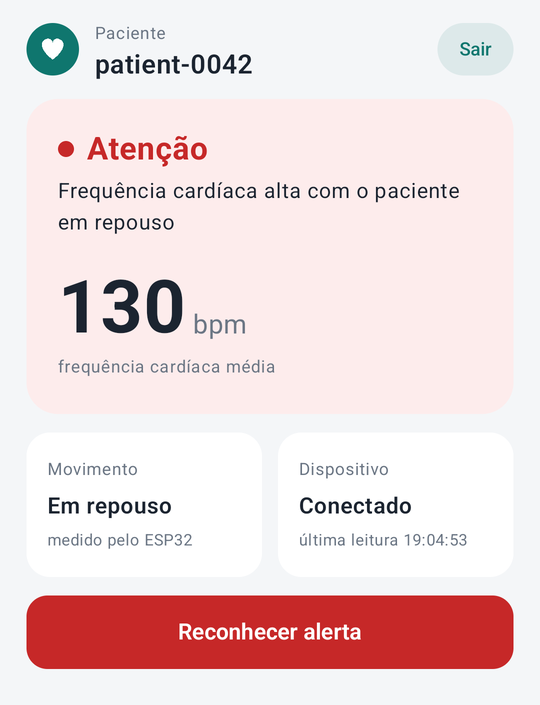 Paciente
patient-0042
Sair
Atenção
Frequência cardíaca alta com o paciente
em repouso
130 bpm
frequência cardíaca média
Movimento
Em repouso
medido pelo ESP32
Dispositivo
Conectado
última leitura 19:04:53
Reconhecer alerta